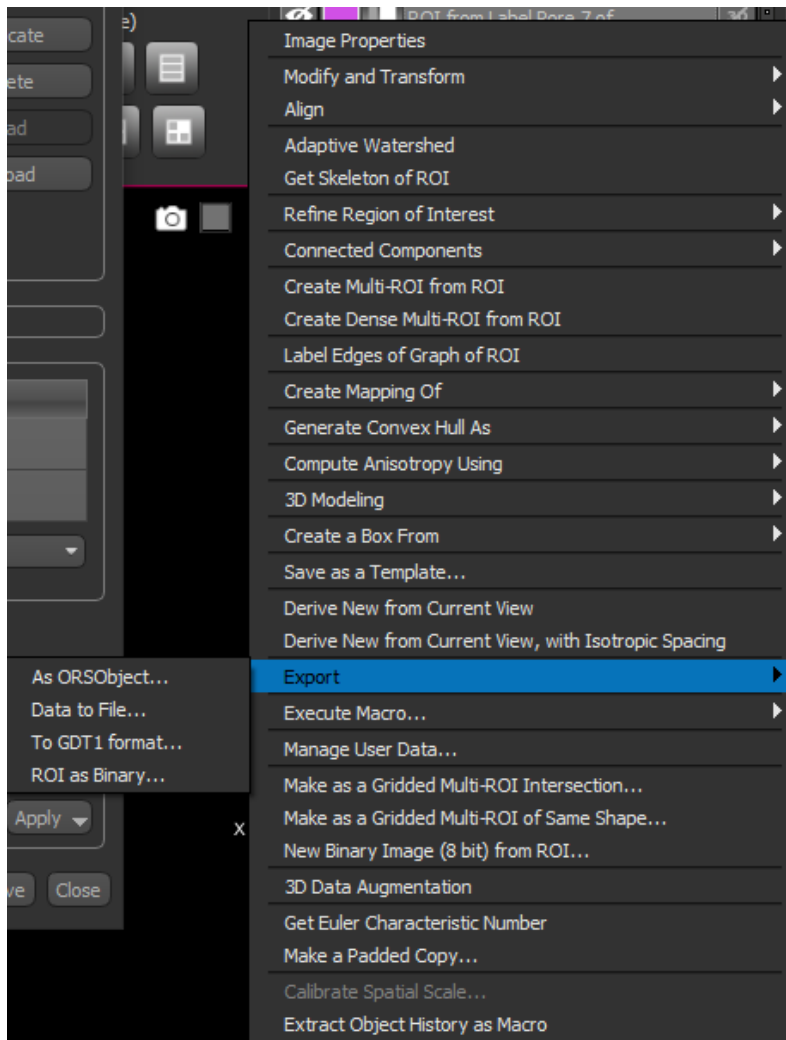 cate
ete
ad
oad
e)
ROI from Label Pore 7 of
Image Properties
Modify and Transform
Align
Adaptive Watershed
Get Skeleton of ROI
Refine Region of Interest
Connected Components
Create Multi-ROI from ROI
Create Dense Multi-ROI from ROI
Label Edges of Graph of ROI
Create Mapping Of
Generate Convex Hull As
Compute Anisotropy Using
3D Modeling
Create a Box From
Save as a Template...
Derive New from Current View
Derive New from Current View, with Isotropic Spacing
Export
Execute Macro...
Manage User Data...
Make as a Gridded Multi-ROI Intersection...
Make as a Gridded Multi-ROI of Same Shape...
New Binary Image (8 bit) from ROI...
3D Data Augmentation
Get Euler Characteristic Number
Make a Padded Copy...
Calibrate Spatial Scale...
Extract Object History as Macro
As ORSObject...
Data to File...
To GDT1 format...
ROI as Binary...
Apply
x
ve
Close